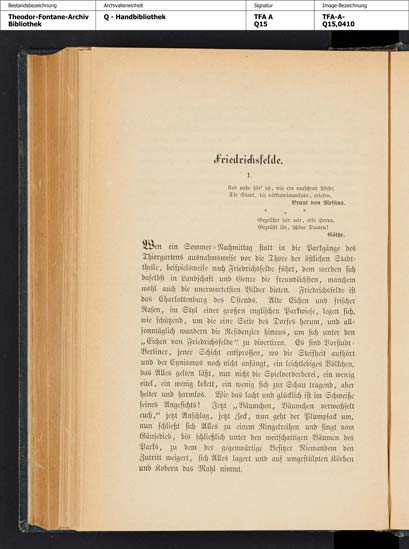 Bestandsbezeichnung
Archivalieneinheit
Signatur
Image-Bezeichnung
Theodor-Fontane-Archiv
Bibliothek
Q - Handbibliothek
TFA A
Q15
TFA-A-
Q15,0410
Friedrichsfelde.
I.
Und nahe hör' ich, wie ein rauschend Wehr,
Die Stadt, die völkerwimmelnde, ertosen.
Braut von Messina.
* * *
Gegrüßet seid mir, edle Herren,
Gegrüßt ihr, schöne Damen!
Göthe.
Wen ein Sommer-Nachmittag statt in die Parkgänge des
Thiergartens ausnahmsweise vor die Thore der östlichen Stadt-
theile, beispielsweise nach Friedrichsfelde führt, dem werden sich
daselbst in Landschaft und Genre die freundlichsten, manchem
wohl auch die unerwartetsten Bilder bieten. Friedrichsfelde ist
das Charlottenburg des Ostends. Alte Eichen und frischer
Rasen, im Styl einer großen englischen Parkwiese, legen sich,
wie schützend, um die eine Seite des Dorfes herum, und all-
sonntäglich wandern die Residenzler hinaus, um sich unter den
„Eichen von Friedrichsfelde" zu divertiren. Es sind Vorstadt-
Berliner, jener Schicht entsprossen, wo die Steifheit aufhört
und der Cynismus noch nicht anfängt, ein leichtlebiges Völkchen,
das Alles gelten läßt, nur nicht die Spielverderberei, ein wenig
eitel, ein wenig kokett, ein wenig sich zur Schau tragend, aber
heiter und harmlos. Wie das lacht und glücklich ist im Schweiße
seines Angesichts! Jetzt „Bäumchen, Bäumchen verwechselt
euch," jetzt Anschlag, jetzt Zeck, nun geht der Plumpsack um,
nun schließt sich Alles zu einem Ringelreihen und singt vom
Gänsedieb, bis schließlich unter den weitschattigen Bäumen des
Parks, zu dem der gegenwärtige Besitzer Niemandem den
Zutritt weigert, sich Alles lagert und auf umgestülpten Körben
und Kobern das Mahl nimmt.